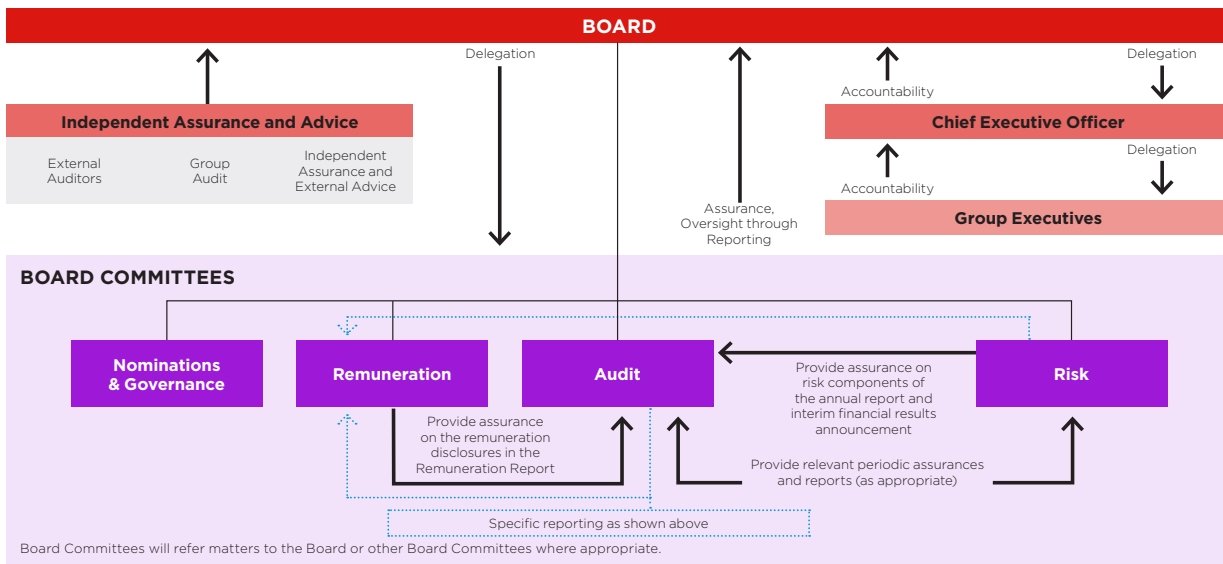 BOARD
Delegation
Delegation
Accountability
Independent Assurance and Advice
Chief Executive Officer
External
Auditors
Group
Audit
Independent
Assurance and
External Advice
Delegation
Accountability
Assurance,
Oversight through
Reporting
Group Executives
BOARD COMMITTEES
Nominations
& Governance
Remuneration
Audit
Risk
Provide assurance on
risk components of
the annual report and
interim financial results
announcement
Provide assurance
on the remuneration
disclosures in the
Remuneration Report
Provide relevant periodic assurances
and reports (as appropriate)
Specific reporting as shown above
Board Committees will refer matters to the Board or other Board Committees where appropriate.